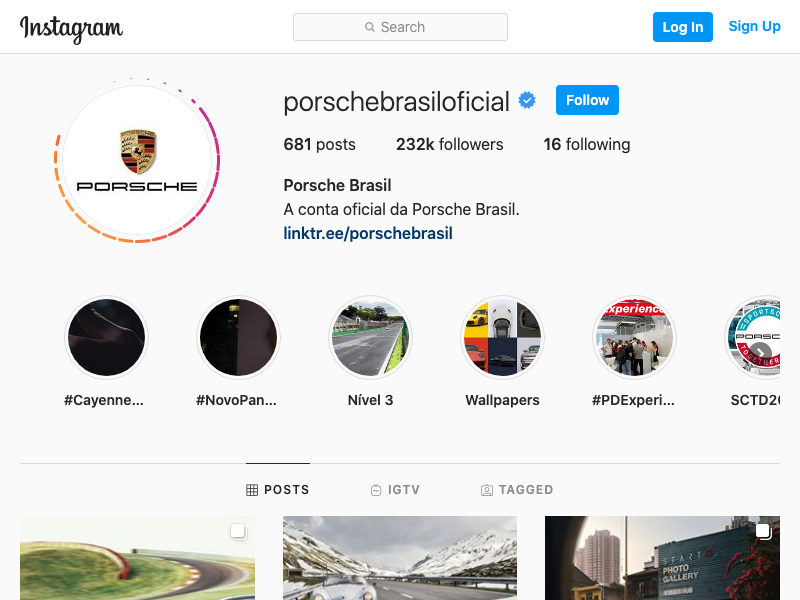 Instagram
Search
Log In
Sign Up
porschebrasiloficial
Follow
681 posts
232k followers
16 following
PORSCHE
Porsche Brasil
A conta oficial da Porsche Brasil.
linktr.ee/porschebrasil
experience
#Cayenne...
#NovoPan...
Nível 3
Wallpapers
#PDExperi...
SCTD20
POSTS
IGTV
TAGGED
START
PHOTO
GALLERY